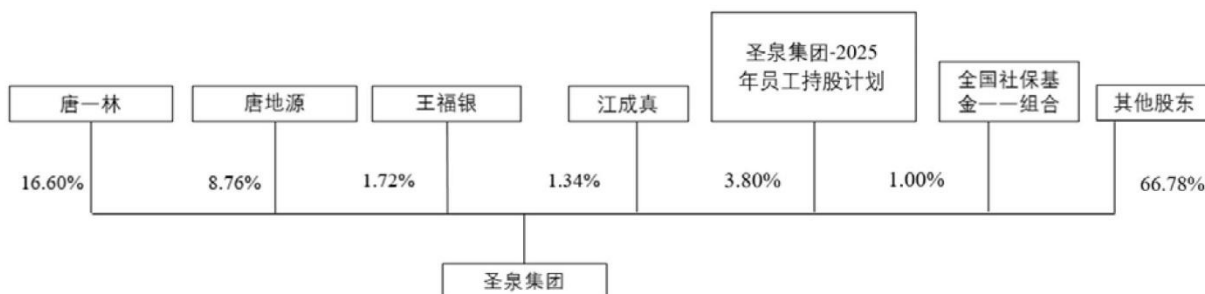 唐一林
唐地源
王福银
江成真
圣泉集团-2025
年员工持股计划
全国社保基
金一一组合
其他股东
16.60%
8.76%
1.72%
1.34%
3.80%
1.00%
66.78%
圣泉集团